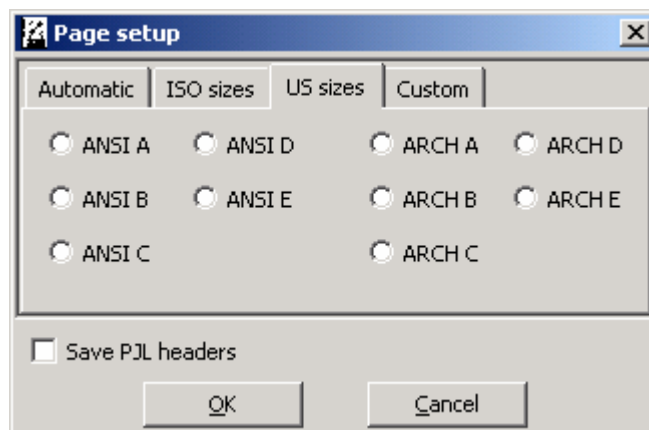 Page setup
Automatic ISO sizes US sizes Custom
ANSI A ANSI D ARCH A ARCH D
ANSI B ANSI E ARCH B ARCH E
ANSI C ARCH C
Save PJL headers
OK Cancel